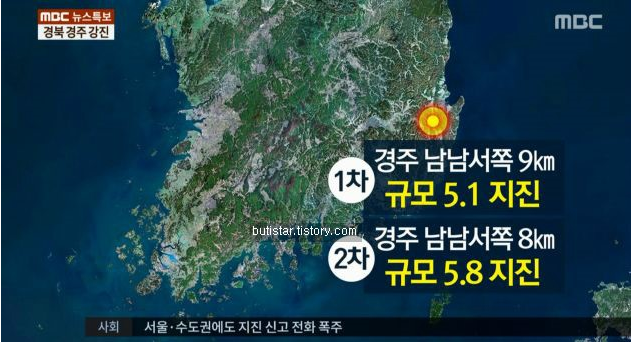 MBC 뉴스특보
경북 경주 강진
MBC
1차
경주 남남서쪽 9㎞
규모 5.1 지진
butistar.tistory.com
2차
경주 남남서쪽 8㎞
규모 5.8 지진
사회 서울·수도권에도 지진 신고 전화 폭주